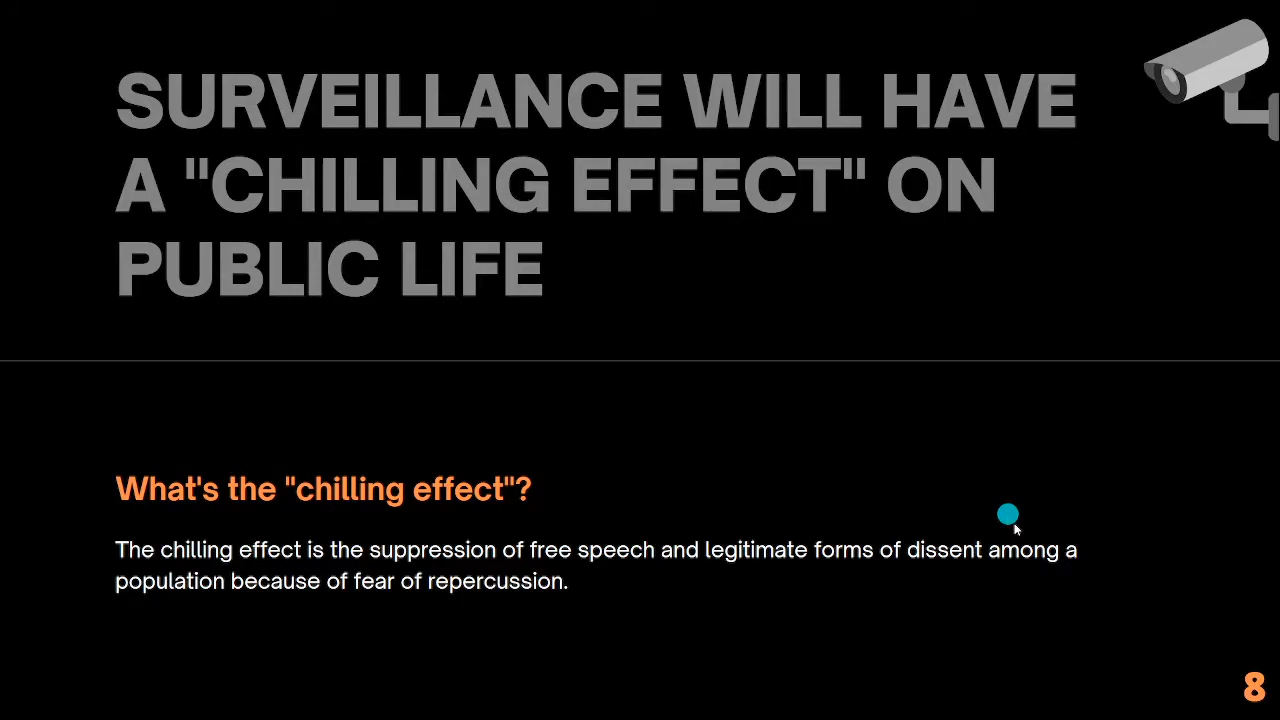 SURVEILLANCE WILL HAVE
A "CHILLING EFFECT" ON
PUBLIC LIFE
What's the "chilling effect"?
The chilling effect is the suppression of free speech and legitimate forms of dissent among a
population because of fear of repercussion.
8